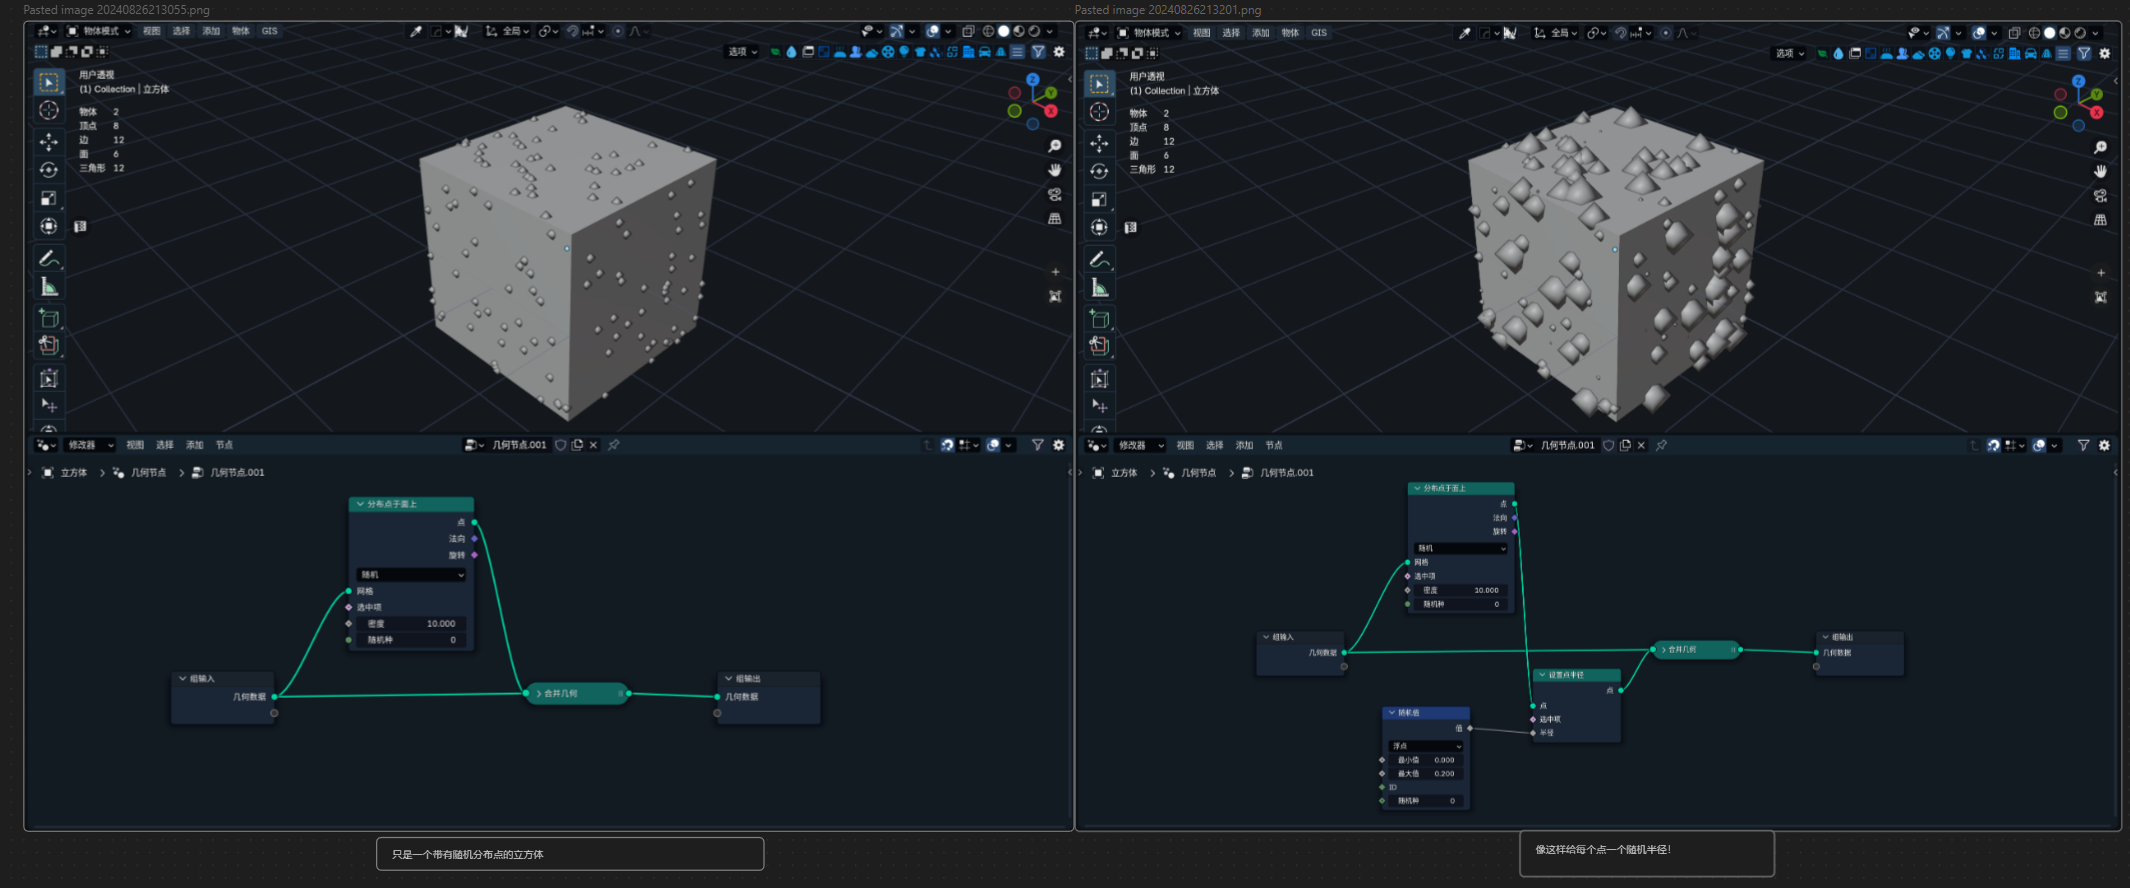 Pasted image 20240826213055.png
物体模式 视图 选择 添加 物体 GIS
全局
选项
用户透视
(1) Collection | 立方体
物体 2
顶点 8
边 12
面 6
三角形 12
Z
Y
X
修改器 视图 选择 添加 节点
几何节点.001
立方体 > 几何节点 > 几何节点.001
分布点于面上
点
法向
旋转
随机
网格
选中项
密度 10.000
随机种 0
组输入
几何数据
合并几何
组输出
几何数据
只是一个带有随机分布点的立方体
Pasted image 20240826213201.png
物体模式 视图 选择 添加 物体 GIS
全局
选项
用户透视
(1) Collection | 立方体
物体 2
顶点 8
边 12
面 6
三角形 12
Z
Y
X
修改器 视图 选择 添加 节点
几何节点.001
立方体 > 几何节点 > 几何节点.001
分布点于面上
点
法向
旋转
随机
网格
选中项
密度 10.000
随机种 0
组输入
几何数据
合并几何
组输出
几何数据
设置点半径
点
点
选中项
半径
随机值
值
浮点
最小值 0.000
最大值 0.200
ID
随机种 0
像这样给每个点一个随机半径！